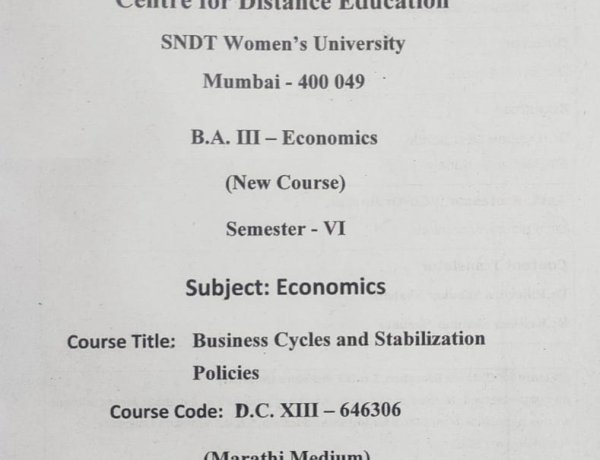 Centre for Distance Education
SNDT Women's University
Mumbai - 400 049
B.A. III – Economics
(New Course)
Semester - VI
Subject: Economics
Course Title: Business Cycles and Stabilization
Policies
Course Code: D.C. XIII – 646306
(Marathi Medium)